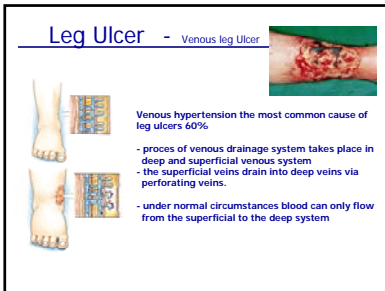 Leg Ulcer - Venous leg Ulcer
Venous hypertension the most common cause of
leg ulcers 60%
- proces of venous drainage system takes place in
deep and superficial venous system
- the superficial veins drain into deep veins via
perforating veins.
- under normal circumstances blood can only flow
from the superficial to the deep system